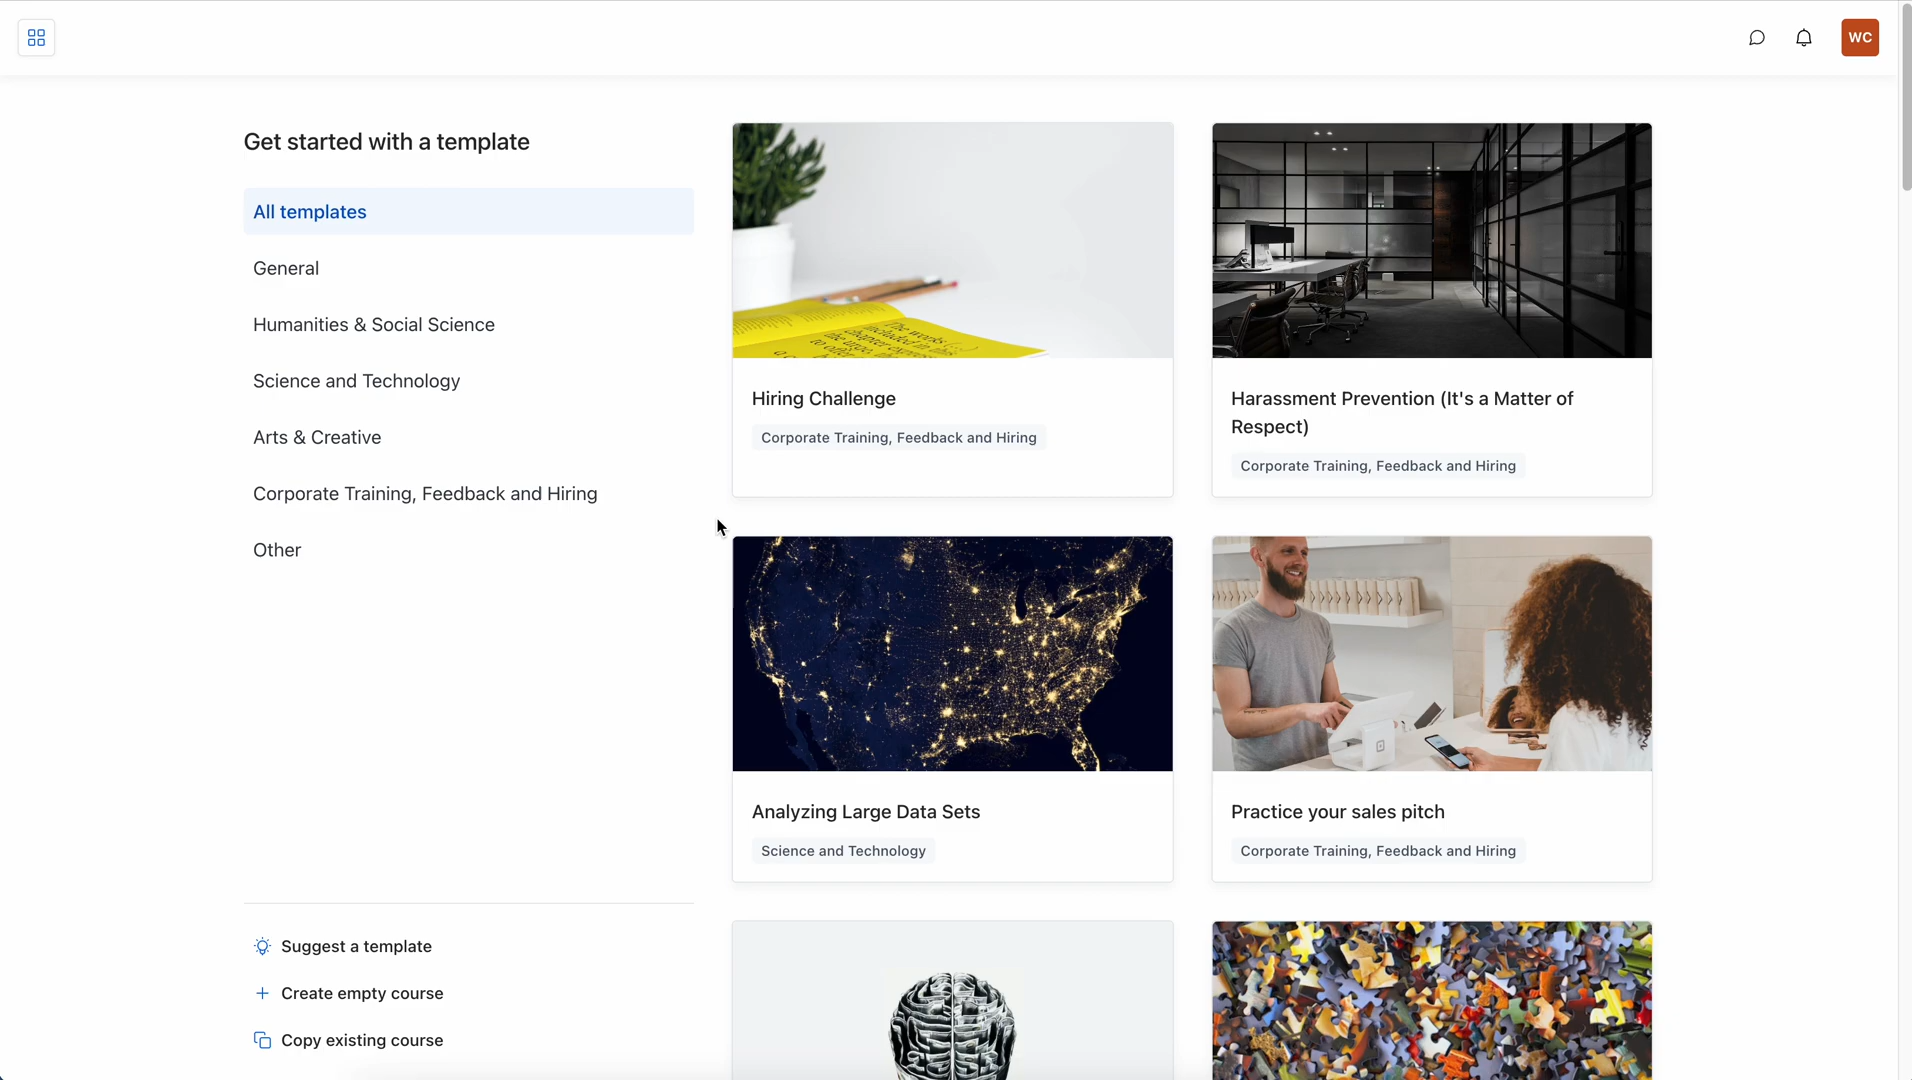 WC
Get started with a template
All templates
General
Humanities & Social Science
Science and Technology
Arts & Creative
Corporate Training, Feedback and Hiring
Other
Suggest a template
Create empty course
Copy existing course
Hiring Challenge
Corporate Training, Feedback and Hiring
Harassment Prevention (It's a Matter of
Respect)
Corporate Training, Feedback and Hiring
Analyzing Large Data Sets
Science and Technology
Practice your sales pitch
Corporate Training, Feedback and Hiring